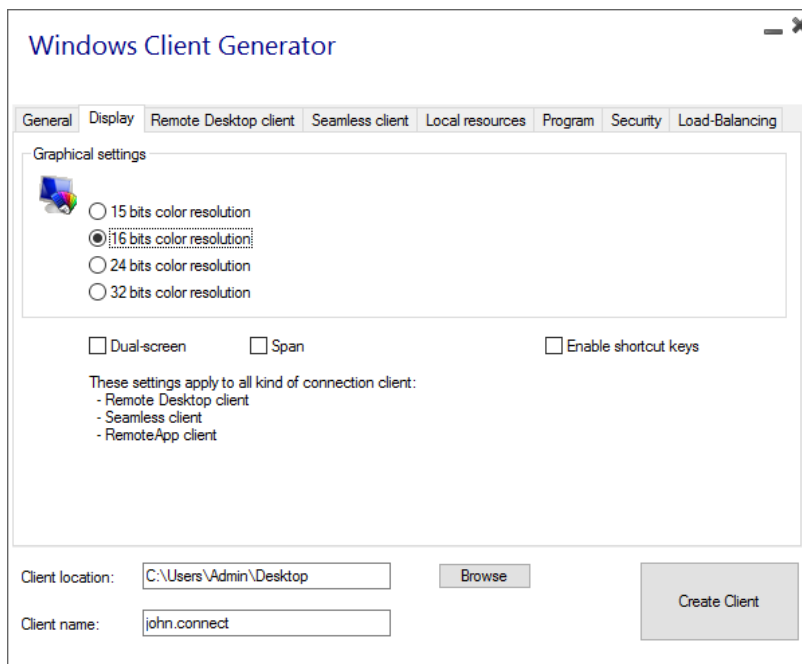 Windows Client Generator
General Display Remote Desktop client Seamless client Local resources Program Security Load-Balancing
Graphical settings
15 bits color resolution
16 bits color resolution
24 bits color resolution
32 bits color resolution
Dual-screen Span Enable shortcut keys
These settings apply to all kind of connection client:
- Remote Desktop client
- Seamless client
- RemoteApp client
Client location: C:\Users\Admin\Desktop Browse
Create Client
Client name: john.connect